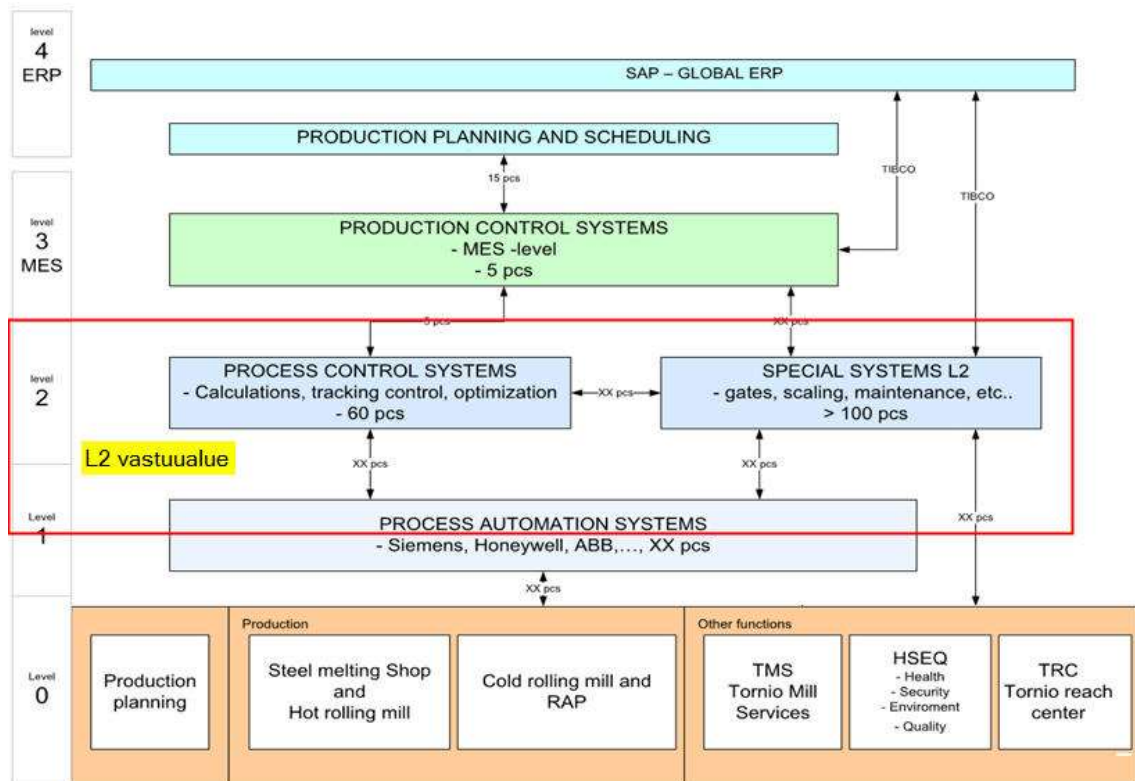 level
4
ERP
SAP – GLOBAL ERP
PRODUCTION PLANNING AND SCHEDULING
15 pcs
TIBCO
TIBCO
level
3
MES
PRODUCTION CONTROL SYSTEMS
- MES -level
- 5 pcs
5 pcs
XX pcs
level
2
PROCESS CONTROL SYSTEMS
- Calculations, tracking control, optimization
- 60 pcs
XX pcs
SPECIAL SYSTEMS L2
- gates, scaling, maintenance, etc..
> 100 pcs
L2 vastuualue
XX pcs
XX pcs
XX pcs
Level
1
PROCESS AUTOMATION SYSTEMS
- Siemens, Honeywell, ABB,…, XX pcs
XX pcs
Level
0
Production
planning
Production
Steel melting Shop
and
Hot rolling mill
Cold rolling mill and
RAP
Other functions
TMS
Tornio Mill
Services
HSEQ
- Health
- Security
- Enviroment
- Quality
TRC
Tornio reach
center